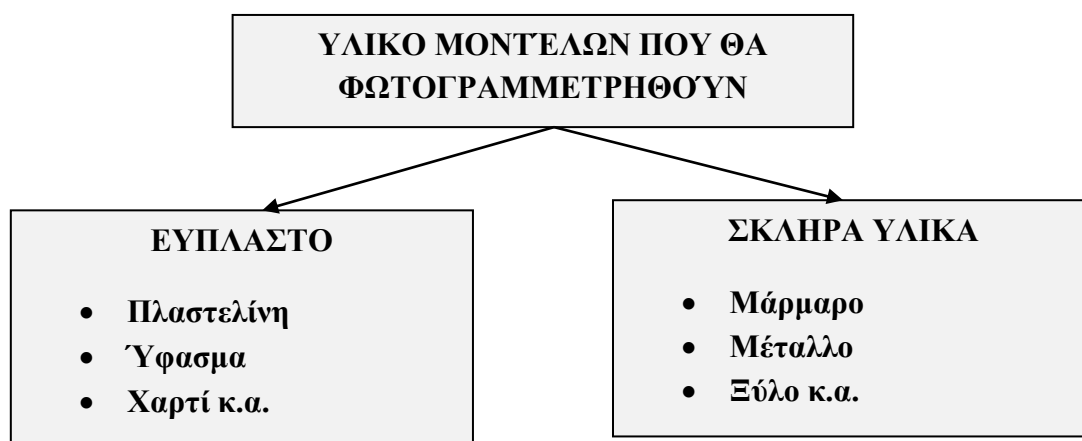 ΥΛΙΚΟ ΜΟΝΤΈΛΩΝ ΠΟΥ ΘΑ
ΦΩΤΟΓΡΑΜΜΕΤΡΗΘΟΎΝ
ΕΥΠΛΑΣΤΟ
• Πλαστελίνη
• Ύφασμα
• Χαρτί κ.α.
ΣΚΛΗΡΑ ΥΛΙΚΑ
• Μάρμαρο
• Μέταλλο
• Ξύλο κ.α.